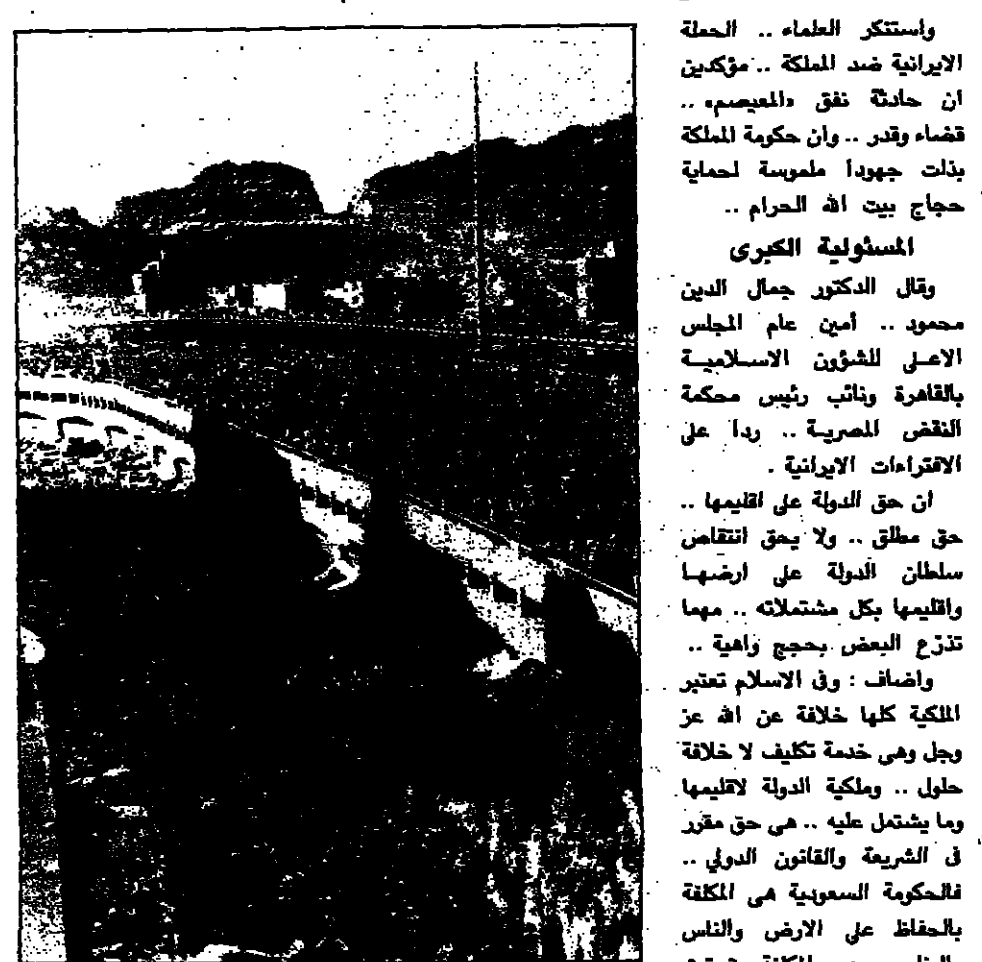 واستنكر العلماء .. الحملة
الايرانية ضد المملكة .. مؤكدين
ان حادثة نفق «المعيصم» ..
قضاء وقدر .. وان حكومة المملكة
بذلت جهوداً ملموسة لحماية
حجاج بيت الله الحرام ..
المسئولية الكبرى
وقال الدكتور جمال الدين
محمود .. أمين عام المجلس
الاعلى للشؤون الاسلامية
بالقاهرة ونائب رئيس محكمة
النقض المصرية .. رداً على
الافتراءات الايرانية .
ان حق الدولة على اقليمها ..
حق مطلق .. ولا يحق انتقاص
سلطان الدولة على ارضها
واقليمها بكل مشتملاته .. مهما
تذرّع البعض بحجج واهية ..
واضاف : وفى الاسلام تعتبر
الملكية كلها خلافة عن الله عز
وجل وهى خدمة تكليف لا خلافة
حلول .. وملكية الدولة لاقليمها
وما يشتمل عليه .. هى حق مقرر
فى الشريعة والقانون الدولي ..
فالحكومة السعودية هى المكلفة
بالحفاظ على الارض والناس